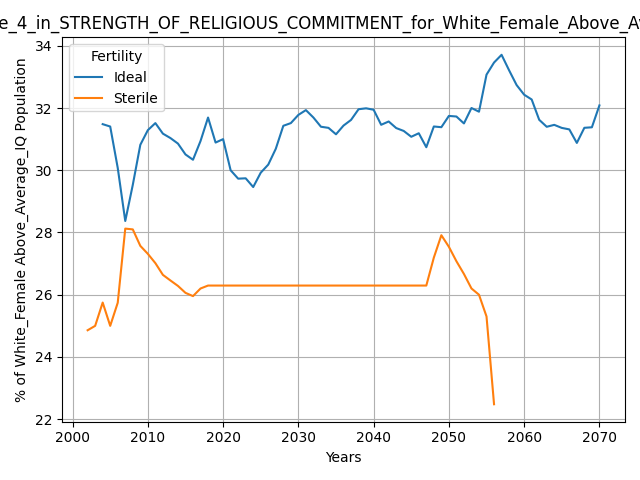 e_4_in_STRENGTH_OF_RELIGIOUS_COMMITMENT_for_White_Female_Above_Av
Fertility
Ideal
Sterile
% of White_Female Above_Average_IQ Population
34
32
30
28
26
24
22
2000 2010 2020 2030 2040 2050 2060 2070
Years